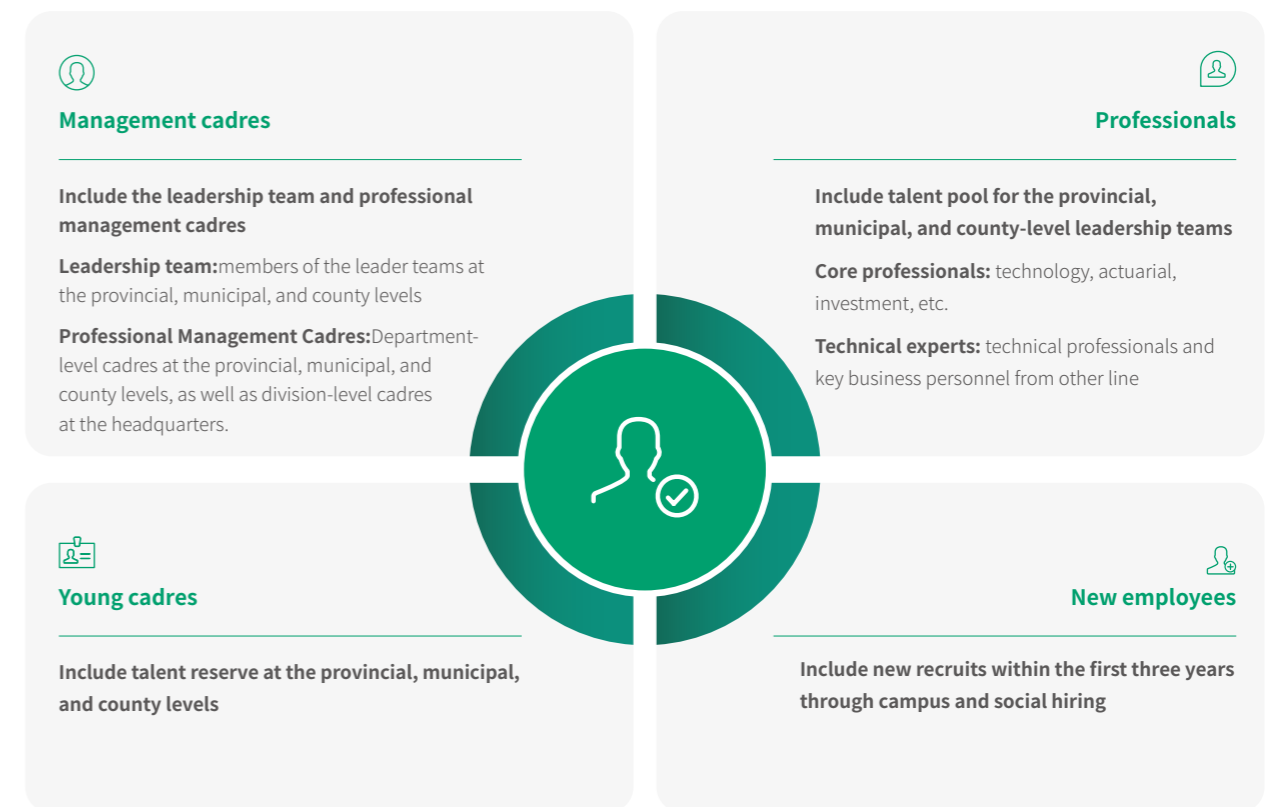 Management cadres
Include the leadership team and professional
management cadres
Leadership team:members of the leader teams at
the provincial, municipal, and county levels
Professional Management Cadres:Department-
level cadres at the provincial, municipal, and
county levels, as well as division-level cadres
at the headquarters.
Professionals
Include talent pool for the provincial,
municipal, and county-level leadership teams
Core professionals: technology, actuarial,
investment, etc.
Technical experts: technical professionals and
key business personnel from other line
Young cadres
Include talent reserve at the provincial, municipal,
and county levels
New employees
Include new recruits within the first three years
through campus and social hiring